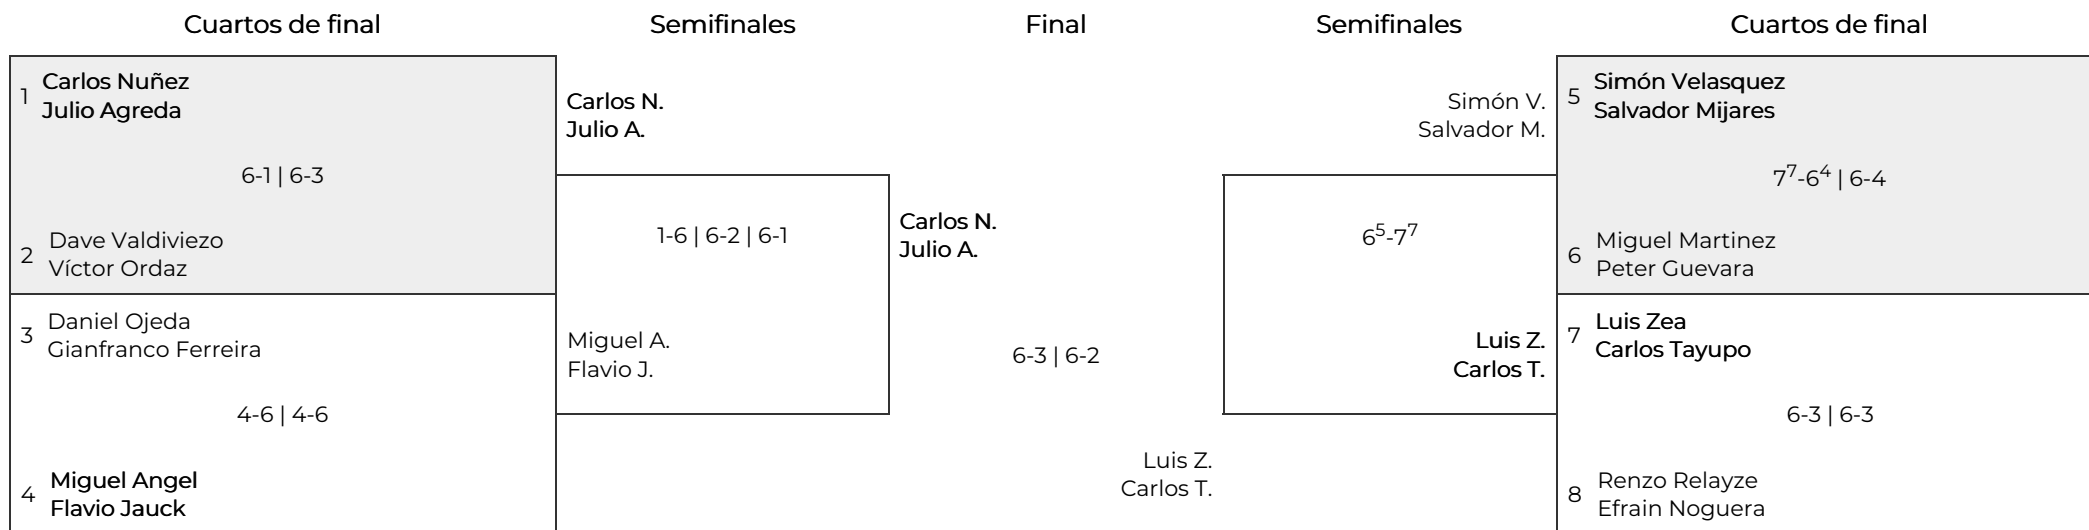 Cuartos de final
Semifinales
Final
Semifinales
Cuartos de final
1
Carlos Nuñez
Julio Agreda
6-1 | 6-3
2
Dave Valdiviezo
Víctor Ordaz
3
Daniel Ojeda
Gianfranco Ferreira
4-6 | 4-6
4
Miguel Angel
Flavio Jauck
Carlos N.
Julio A.
1-6 | 6-2 | 6-1
Miguel A.
Flavio J.
Carlos N.
Julio A.
6-3 | 6-2
Luis Z.
Carlos T.
Simón V.
Salvador M.
6⁵-7⁷
Luis Z.
Carlos T.
5
Simón Velasquez
Salvador Mijares
7⁷-6⁴ | 6-4
6
Miguel Martinez
Peter Guevara
7
Luis Zea
Carlos Tayupo
6-3 | 6-3
8
Renzo Relayze
Efrain Noguera